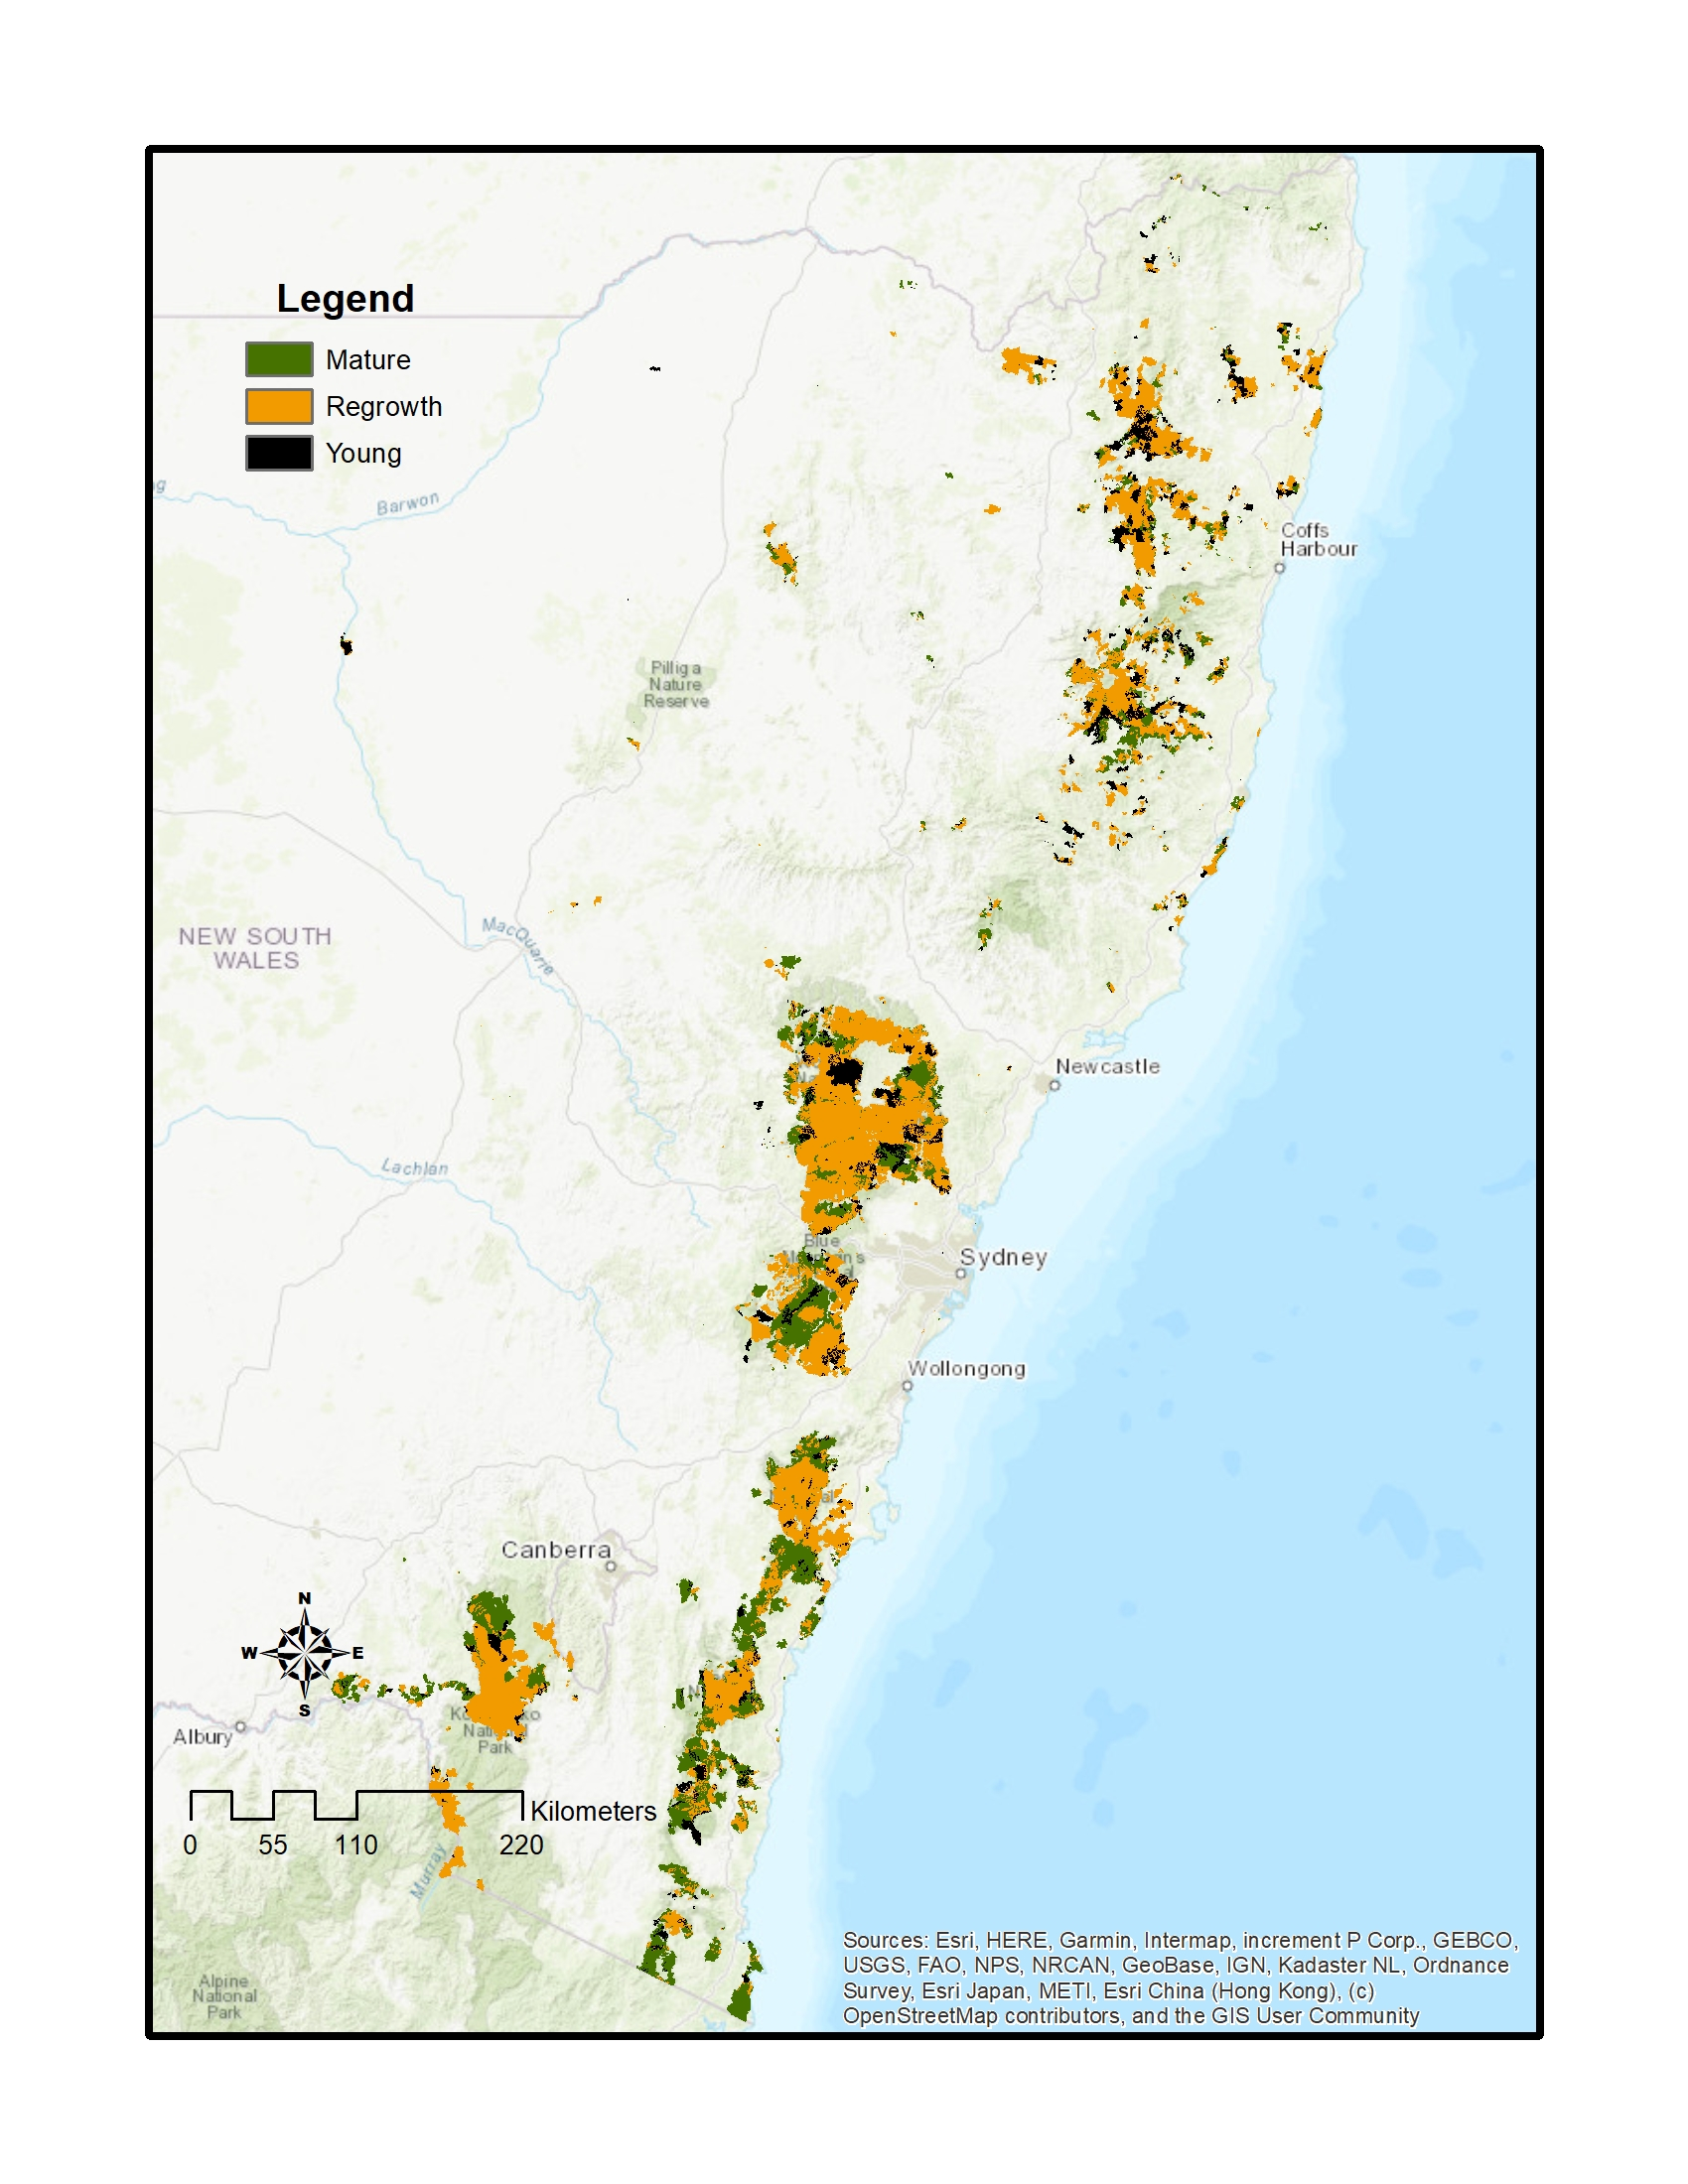 Legend
Mature
Regrowth
Young
Barwon
Coffs
Harbour
Pilliga
Nature
Reserve
NEW SOUTH
WALES
MacQuarie
Newcastle
Lachlan
Blue
Sydney
Wollongong
Canberra
N
W
E
S
Albury
Park
Kilometers
0
55
110
220
Murray
Alpine
National
Park
Sources: Esri, HERE, Garmin, Intermap, increment P Corp., GEBCO,
USGS, FAO, NPS, NRCAN, GeoBase, IGN, Kadaster NL, Ordnance
Survey, Esri Japan, METI, Esri China (Hong Kong), (c)
OpenStreetMap contributors, and the GIS User Community